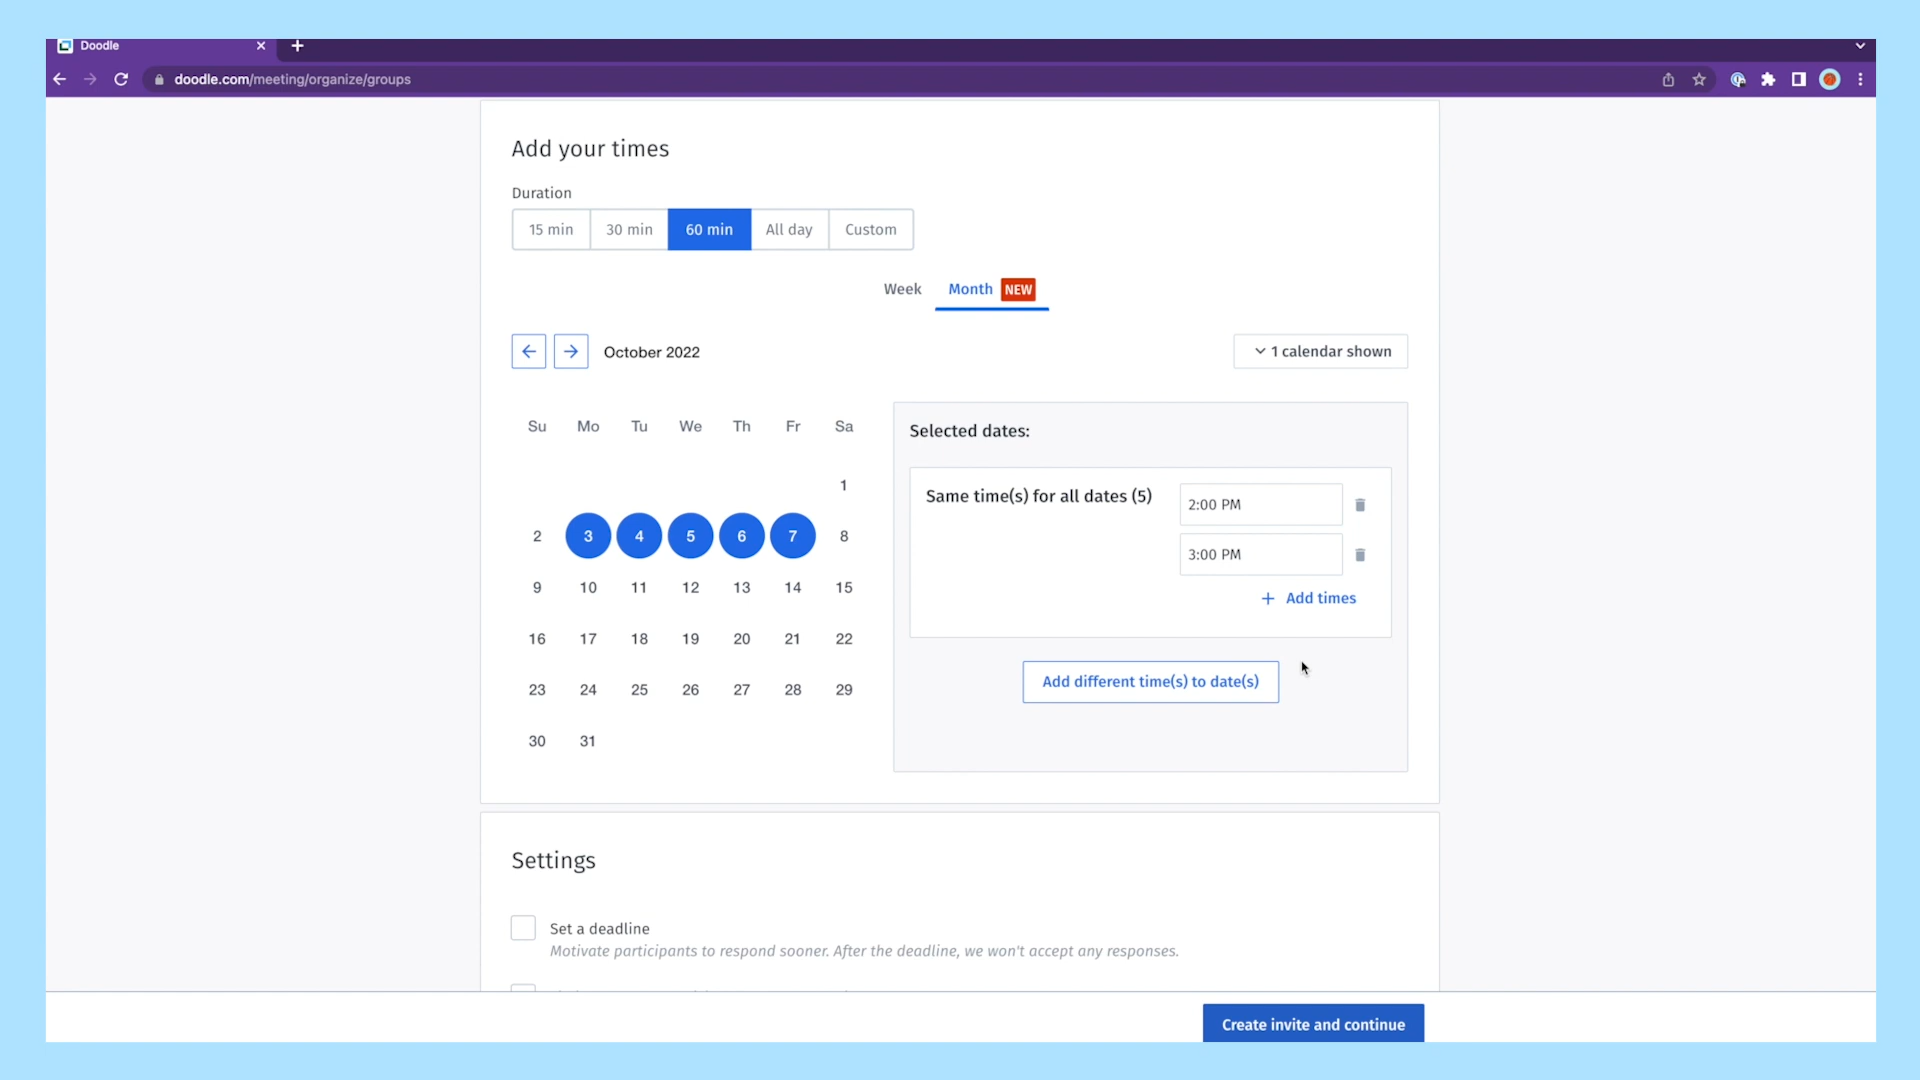 Doodle
doodle.com/meeting/organize/groups
Add your times
Duration
15 min 30 min 60 min All day Custom
Week Month NEW
October 2022
1 calendar shown
Su Mo Tu We Th Fr Sa
1
2 3 4 5 6 7 8
9 10 11 12 13 14 15
16 17 18 19 20 21 22
23 24 25 26 27 28 29
30 31
Selected dates:
Same time(s) for all dates (5)
2:00 PM
3:00 PM
+ Add times
Add different time(s) to date(s)
Settings
Set a deadline
Motivate participants to respond sooner. After the deadline, we won't accept any responses.
Create invite and continue